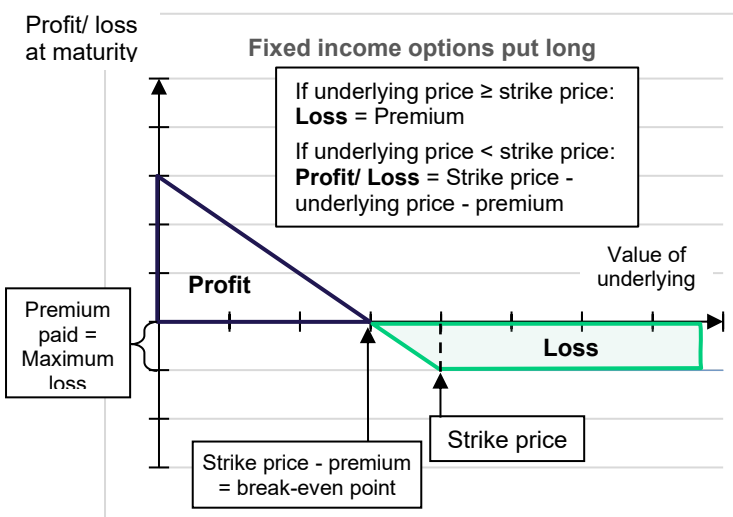 Profit/ loss
at maturity
Fixed income options put long
If underlying price ≥ strike price:
Loss = Premium
If underlying price < strike price:
Profit/ Loss = Strike price -
underlying price - premium
Value of
underlying
Profit
Premium
paid =
Maximum
loss
Loss
Strike price
Strike price - premium
= break-even point